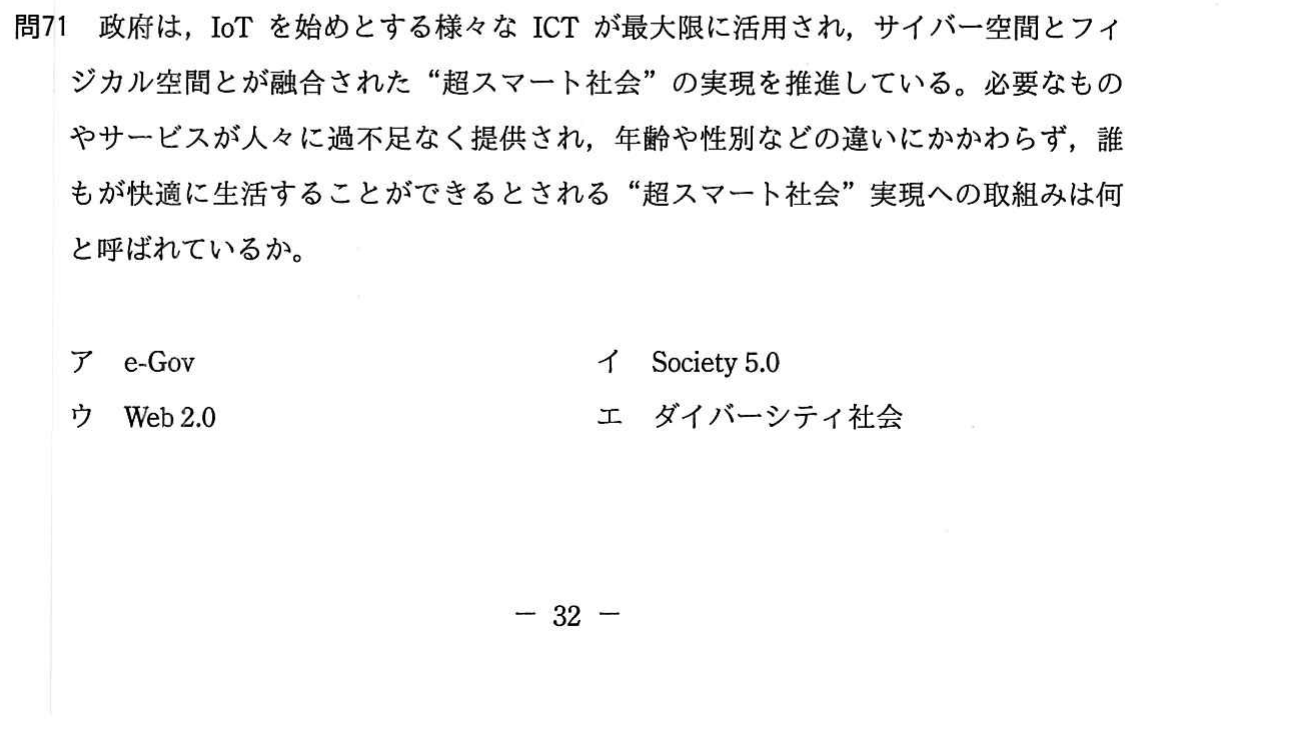 問71 政府は，IoT を始めとする様々な ICT が最大限に活用され，サイバー空間とフィ
ジカル空間とが融合された“超スマート社会”の実現を推進している。必要なもの
やサービスが人々に過不足なく提供され，年齢や性別などの違いにかかわらず，誰
もが快適に生活することができるとされる“超スマート社会”実現への取組みは何
と呼ばれているか。
ア e-Gov イ Society 5.0
ウ Web 2.0 エ ダイバーシティ社会
－ 32 －